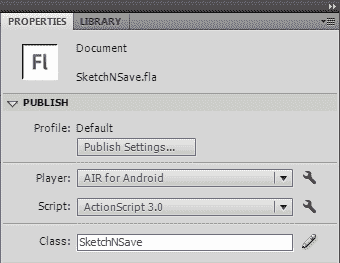 PROPERTIES LIBRARY
Fl
Document
SketchNSave.fla
PUBLISH
Profile: Default
Publish Settings...
Player: AIR for Android
Script: ActionScript 3.0
Class: SketchNSave